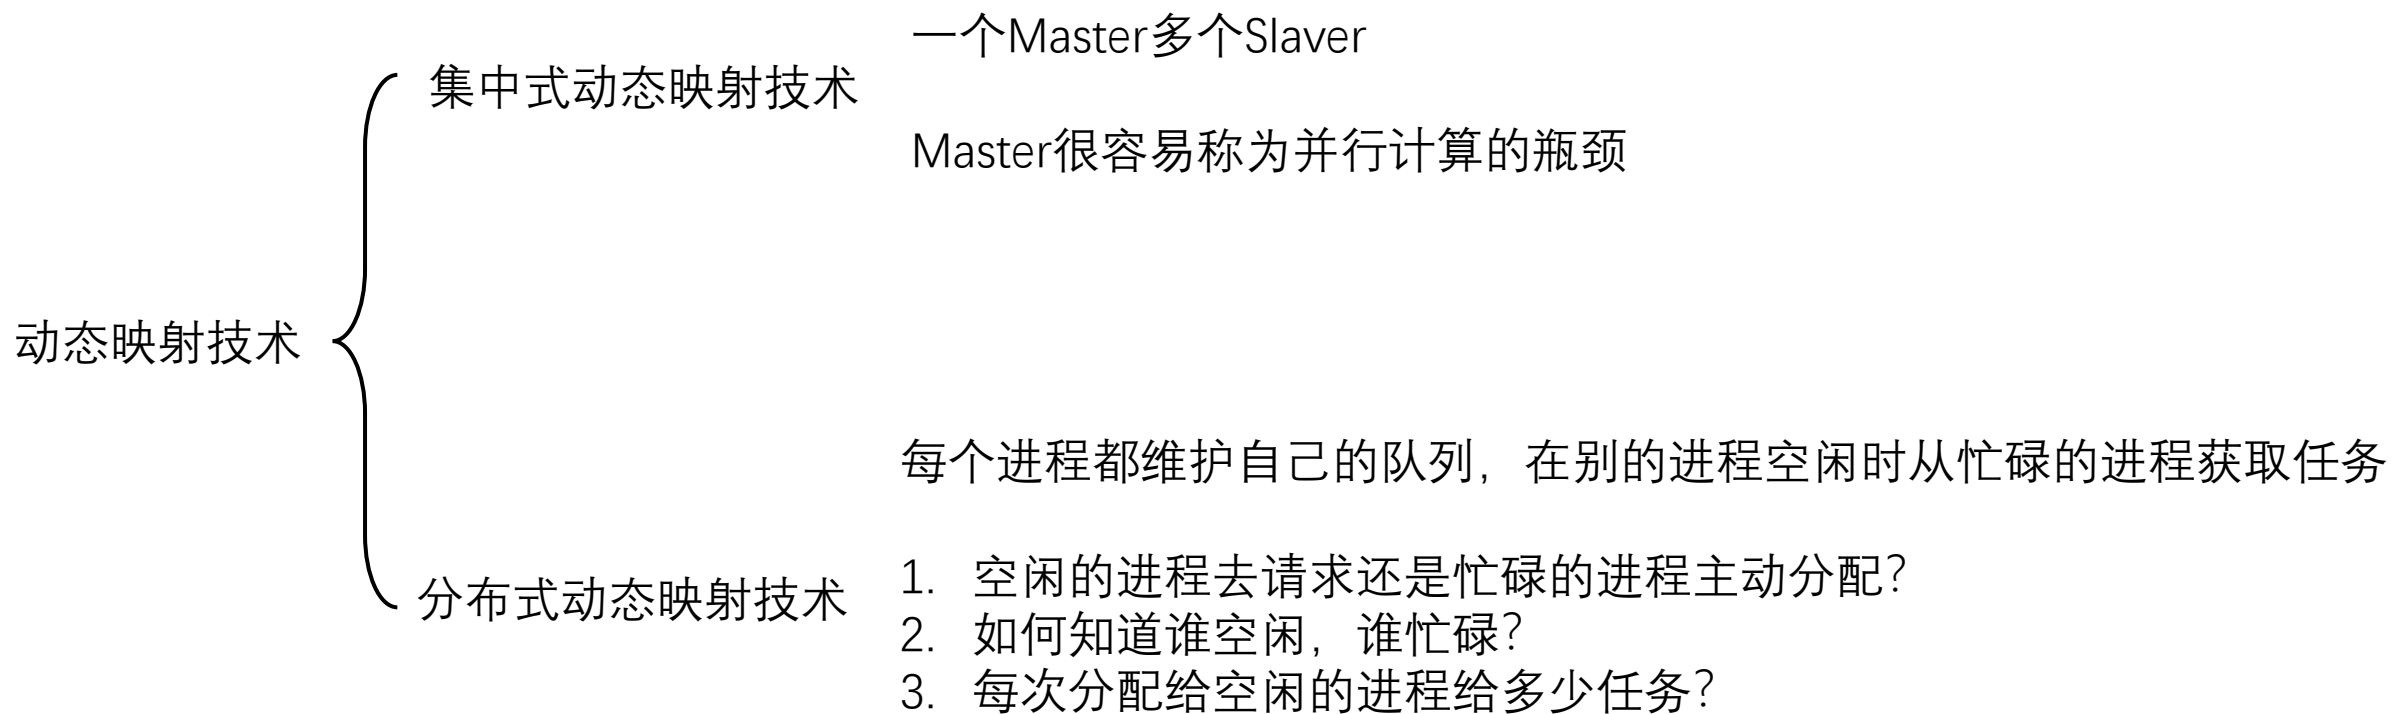 一个Master多个Slaver
集中式动态映射技术
Master很容易称为并行计算的瓶颈
动态映射技术
每个进程都维护自己的队列，在别的进程空闲时从忙碌的进程获取任务
分布式动态映射技术
1. 空闲的进程去请求还是忙碌的进程主动分配？
2. 如何知道谁空闲，谁忙碌？
3. 每次分配给空闲的进程给多少任务？